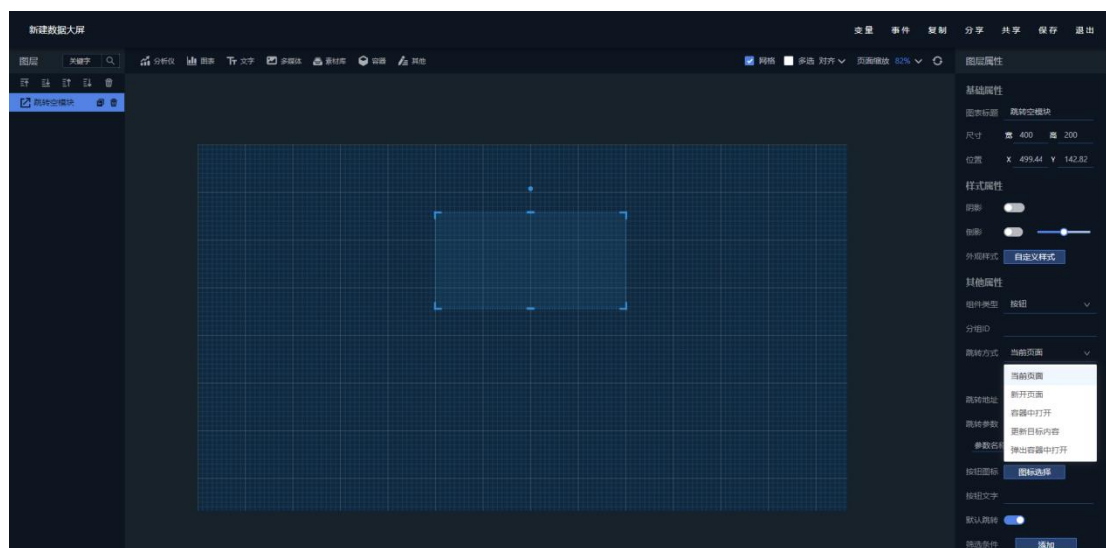 新建数据大屏
变量 事件 复制 分享 共享 保存 退出
图层 关键字
分析仪 图表 Tr 文字 多媒体 素材库 容器 其他
网格 多选 对齐 页面缩放 82%
图层属性
跳转空模块
基础属性
图表标题 跳转空模块
尺寸 宽 400 高 200
位置 X 499.44 Y 142.82
样式属性
阴影
倒影
外观样式 自定义样式
其他属性
组件类型 按钮
分组ID
跳转方式 当前页面
当前页面
新开页面
跳转地址
容器中打开
跳转参数
更新目标内容
参数名称
弹出容器中打开
按钮图标 图标选择
按钮文字
默认跳转
筛选条件 添加